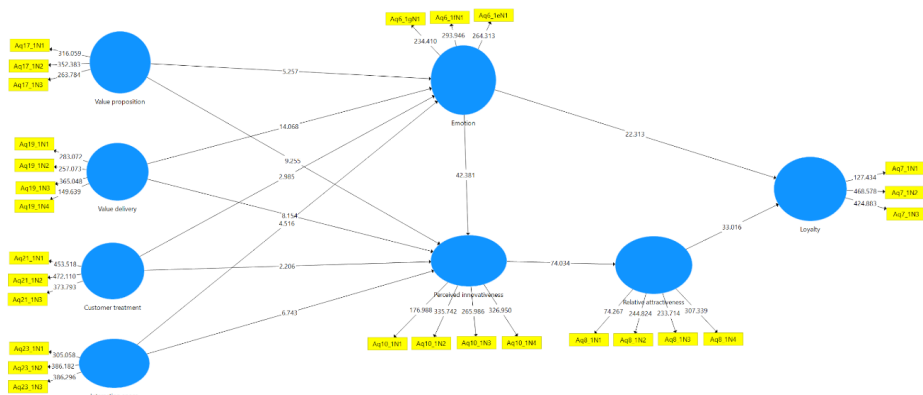 Aq6_1gN1
Aq6_1fN1
Aq6_1eN1
234.410
293.946
264.313
Aq17_1N1
Aq17_1N2
Aq17_1N3
316.059
352.383
263.784
Value proposition
5.257
Emotion
14.068
9.255
2.985
22.313
Aq19_1N1
Aq19_1N2
Aq19_1N3
Aq19_1N4
283.072
257.073
365.048
149.639
Value delivery
42.381
8.154
4.516
Aq7_1N1
Aq7_1N2
Aq7_1N3
127.434
468.578
424.883
Loyalty
33.016
Aq21_1N1
Aq21_1N2
Aq21_1N3
453.518
472.110
373.793
Customer treatment
2.206
74.034
Perceived innovativeness
Relative attractiveness
6.743
176.988
335.742
265.986
326.950
Aq10_1N1
Aq10_1N2
Aq10_1N3
Aq10_1N4
74.267
244.824
233.714
307.339
Aq8_1N1
Aq8_1N2
Aq8_1N3
Aq8_1N4
Aq23_1N1
Aq23_1N2
Aq23_1N3
305.058
386.182
386.296